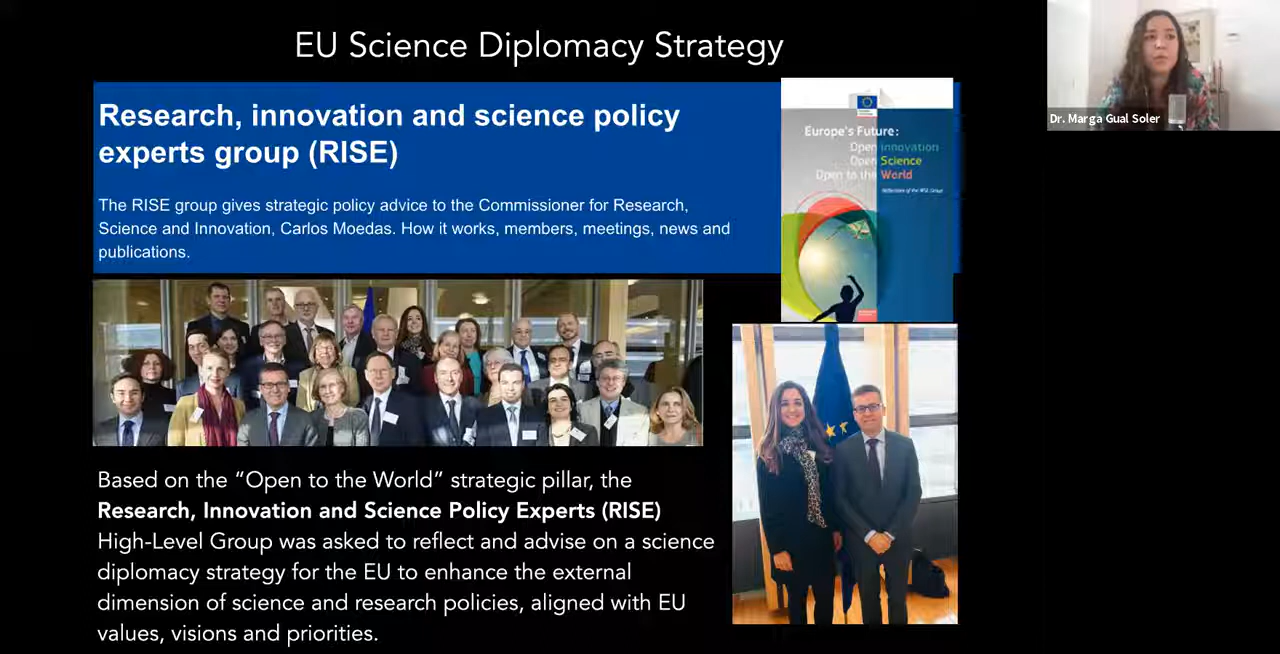 EU Science Diplomacy Strategy
Research, innovation and science policy
experts group (RISE)
The RISE group gives strategic policy advice to the Commissioner for Research,
Science and Innovation, Carlos Moedas. How it works, members, meetings, news and
publications.
Europe's Future:
Open innovation
Open Science
Open to the World
Reflections of the RISE Group
Based on the “Open to the World” strategic pillar, the
Research, Innovation and Science Policy Experts (RISE)
High-Level Group was asked to reflect and advise on a science
diplomacy strategy for the EU to enhance the external
dimension of science and research policies, aligned with EU
values, visions and priorities.
Dr. Marga Gual Soler